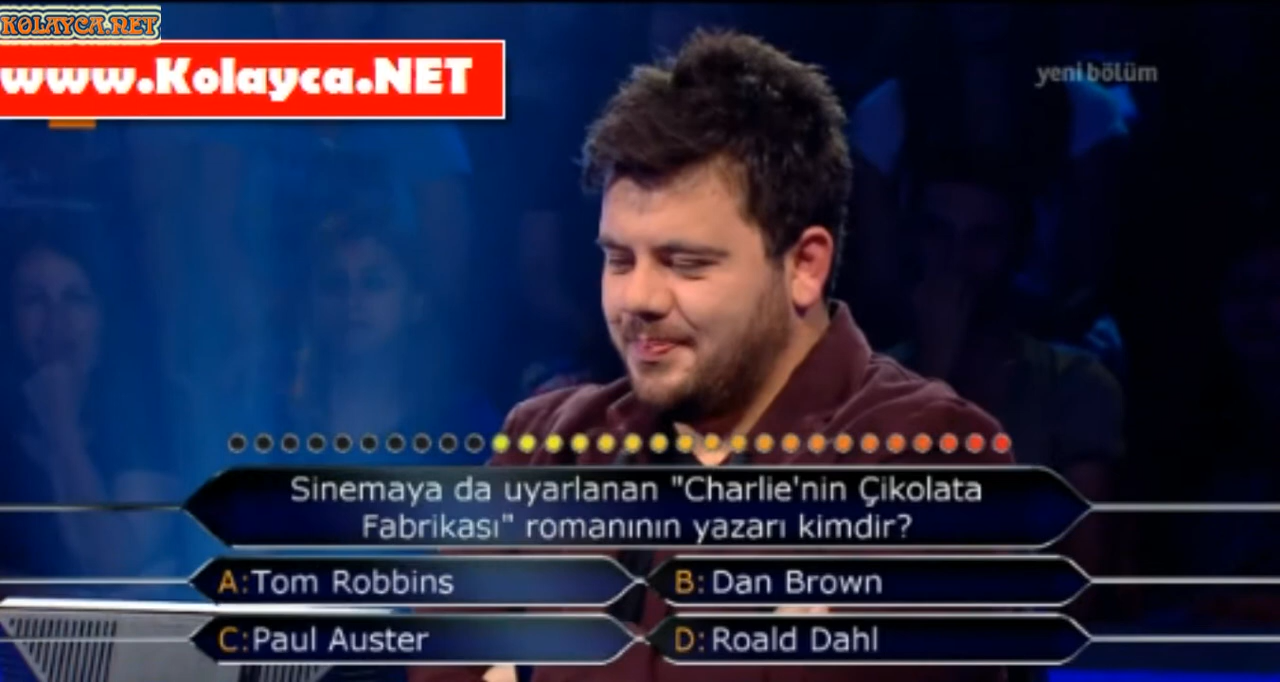 KOLAYCA.NET
www.Kolayca.NET
yeni bölüm
Sinemaya da uyarlanan "Charlie'nin Çikolata
Fabrikası" romanının yazarı kimdir?
A:Tom Robbins
B:Dan Brown
C:Paul Auster
D:Roald Dahl